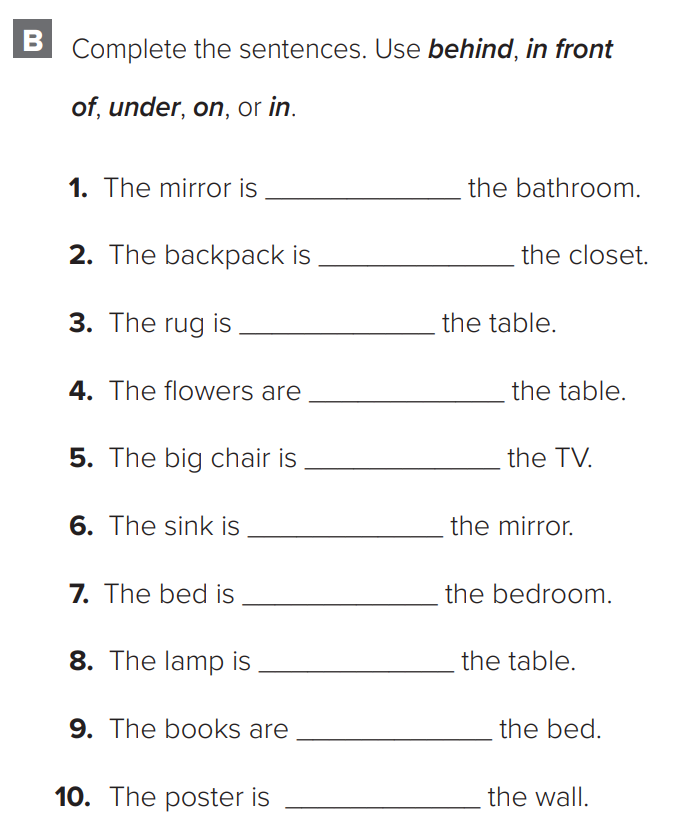 B Complete the sentences. Use behind, in front
of, under, on, or in.
1. The mirror is ______________ the bathroom.
2. The backpack is ______________ the closet.
3. The rug is ______________ the table.
4. The flowers are ______________ the table.
5. The big chair is ______________ the TV.
6. The sink is ______________ the mirror.
7. The bed is ______________ the bedroom.
8. The lamp is ______________ the table.
9. The books are ______________ the bed.
10. The poster is ______________ the wall.